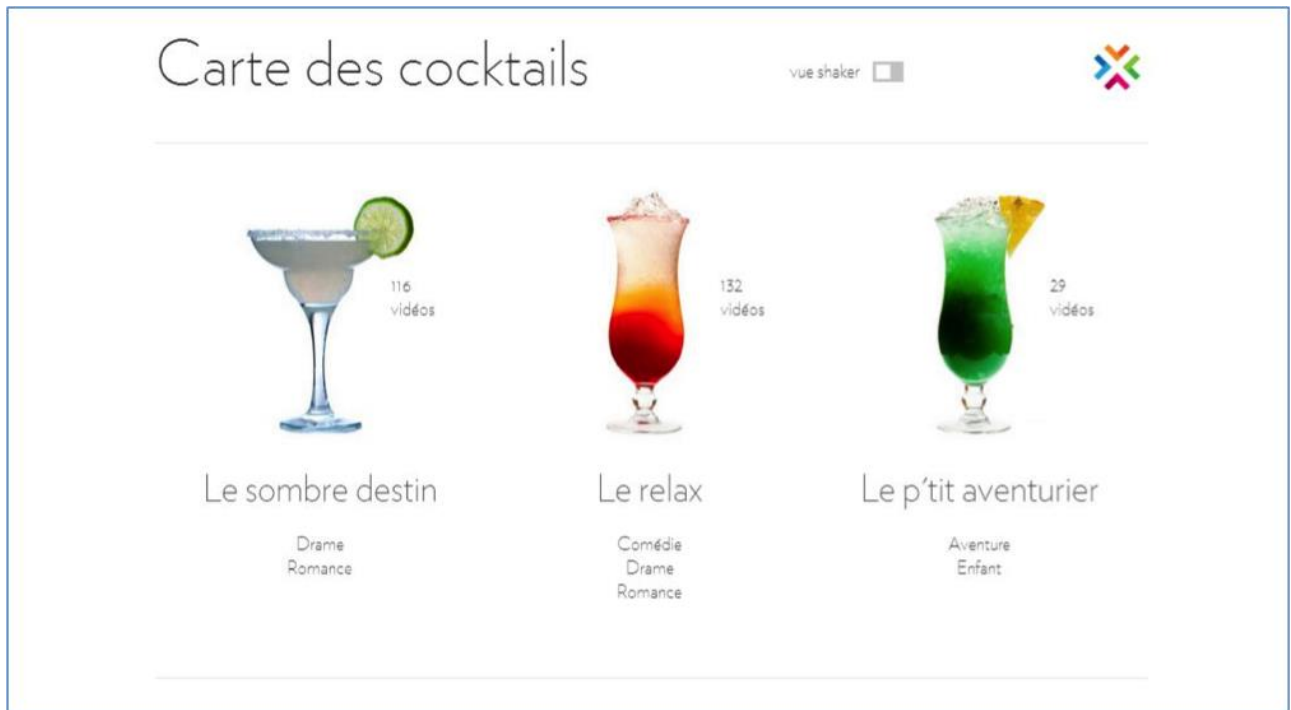 Carte des cocktails
vue shaker
116
vidéos
132
vidéos
29
vidéos
Le sombre destin
Drame
Romance
Le relax
Comédie
Drame
Romance
Le p'tit aventurier
Aventure
Enfant